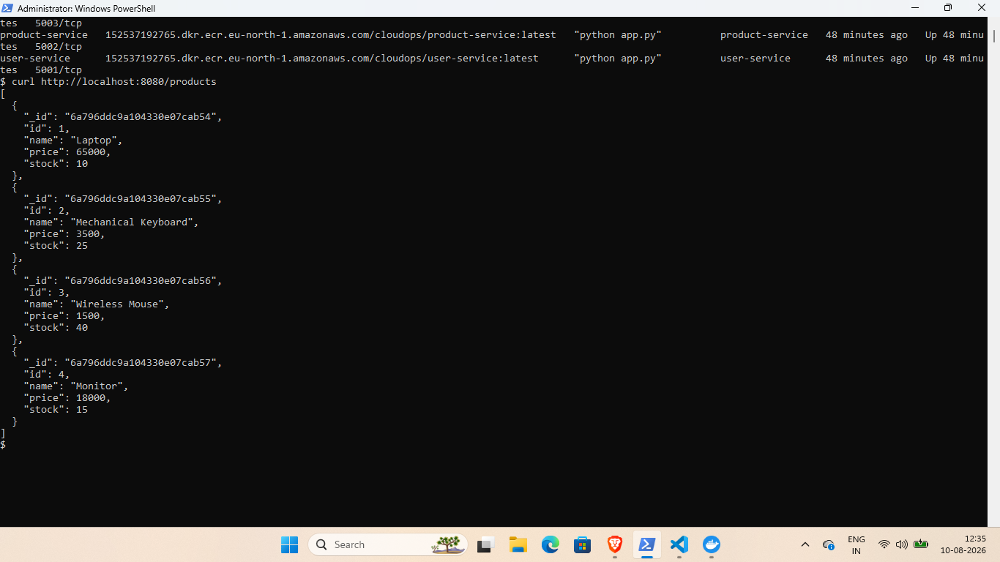 Administrator: Windows PowerShell
tes   5003/tcp
product-service   152537192765.dkr.ecr.eu-north-1.amazonaws.com/cloudops/product-service:latest   "python app.py"          product-service   48 minutes ago   Up 48 minu
tes   5002/tcp
user-service      152537192765.dkr.ecr.eu-north-1.amazonaws.com/cloudops/user-service:latest      "python app.py"          user-service      48 minutes ago   Up 48 minu
tes   5001/tcp
$ curl http://localhost:8080/products
[
  {
    "_id": "6a796ddc9a104330e07cab54",
    "id": 1,
    "name": "Laptop",
    "price": 65000,
    "stock": 10
  },
  {
    "_id": "6a796ddc9a104330e07cab55",
    "id": 2,
    "name": "Mechanical Keyboard",
    "price": 3500,
    "stock": 25
  },
  {
    "_id": "6a796ddc9a104330e07cab56",
    "id": 3,
    "name": "Wireless Mouse",
    "price": 1500,
    "stock": 40
  },
  {
    "_id": "6a796ddc9a104330e07cab57",
    "id": 4,
    "name": "Monitor",
    "price": 18000,
    "stock": 15
  }
]
$
Search
ENG
IN
12:35
10-08-2026